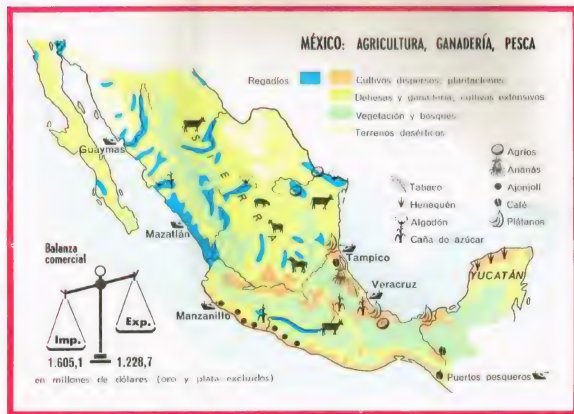 MÉXICO: AGRICULTURA, GANADERÍA, PESCA
Regadíos
Cultivos dispersos; plantaciones
Dehesas y ganadería; cultivos extensivos
Vegetación y bosques
Terrenos desérticos
Agrios
Ananás
Ajonjolí
Café
Plátanos
Tabaco
Henequén
Algodón
Caña de azúcar
Guaymas
SIERRA
Mazatlán
Tampico
Veracruz
YUCATÁN
Manzanillo
Balanza
comercial
Imp.
Exp.
1.605,1
1.228,7
en millones de dólares (oro y plata excluidos)
Puertos pesqueros